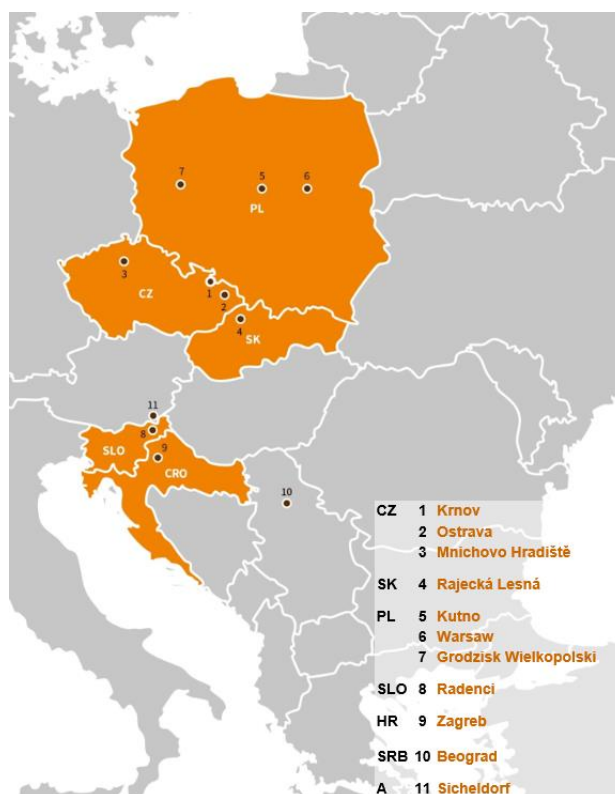 7
5
6
PL
3
CZ
1
2
4
SK
11
8
SLO
9
CRO
10
CZ 1 Krnov
2 Ostrava
3 Mnichovo Hradiště
SK 4 Rajecká Lesná
PL 5 Kutno
6 Warsaw
7 Grodzisk Wielkopolski
SLO 8 Radenci
HR 9 Zagreb
SRB 10 Beograd
A 11 Sicheldorf